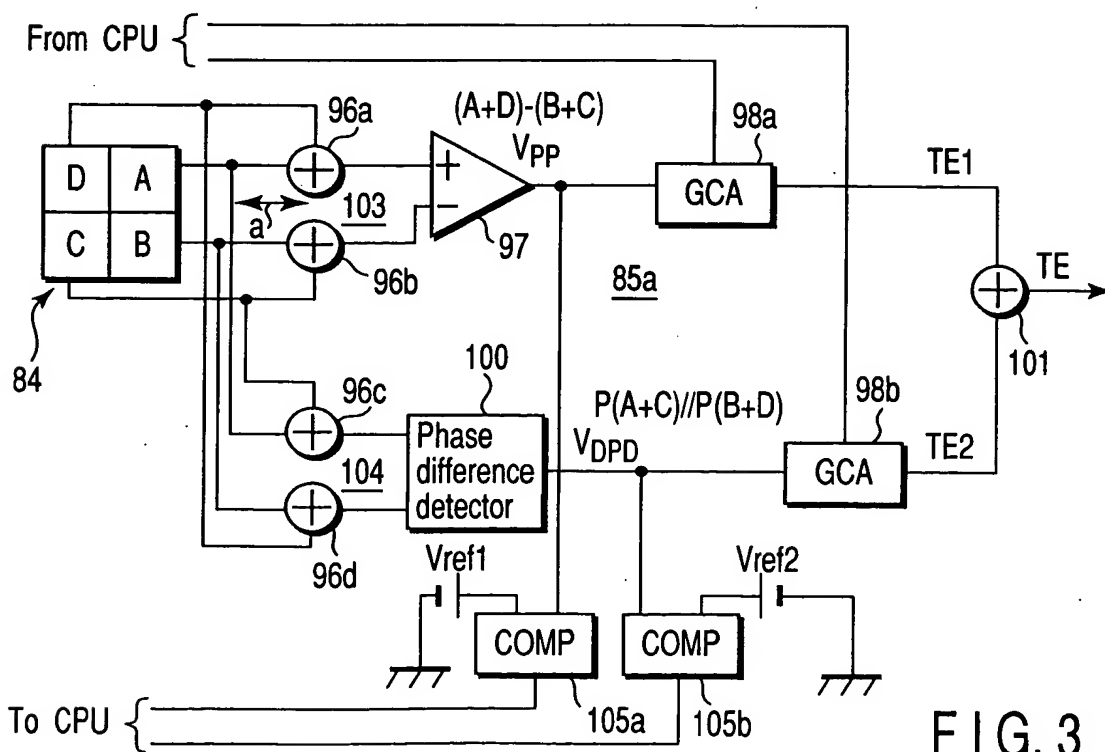 From CPU
96a
(A+D)-(B+C)
98a
VPP
D A
+
GCA
TE1
C B
a
103
−
97
TE
96b
85a
84
101
100
P(A+C)//P(B+D)
98b
96c
VDPD
Phase
difference
detector
GCA
TE2
104
96d
Vref1
Vref2
COMP
COMP
105a
105b
To CPU
FIG. 3